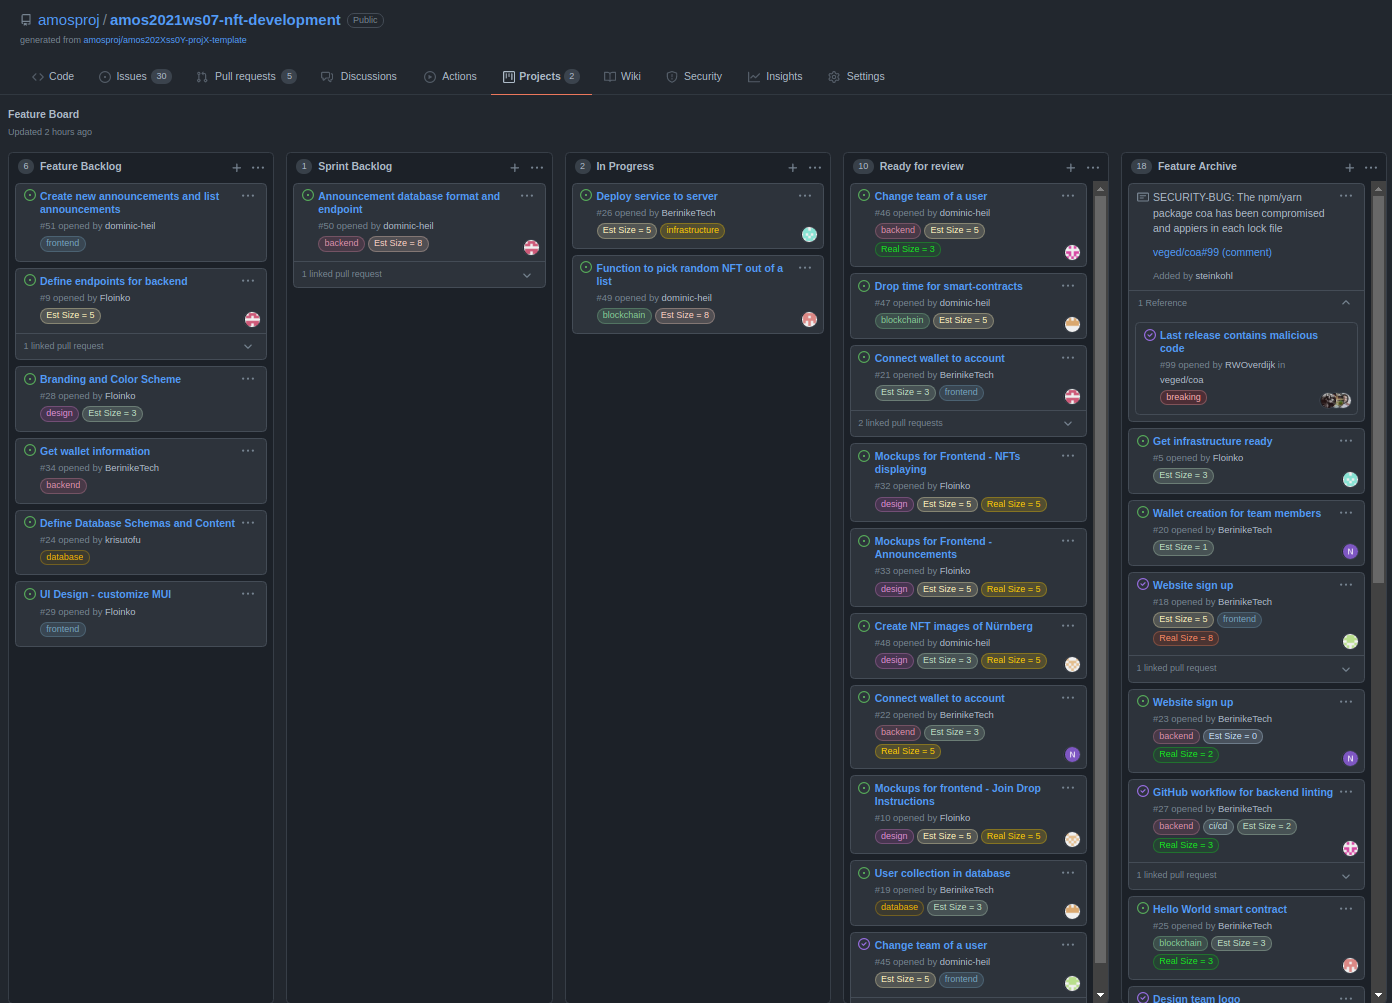 amosproj / amos2021ws07-nft-development Public
generated from amosproj/amos202Xss0Y-projX-template
Code
Issues 30
Pull requests 5
Discussions
Actions
Projects 2
Wiki
Security
Insights
Settings
Feature Board
Updated 2 hours ago
6 Feature Backlog
Create new announcements and list
announcements
#51 opened by dominic-heil
frontend
Define endpoints for backend
#9 opened by Floinko
Est Size = 5
1 linked pull request
Branding and Color Scheme
#28 opened by Floinko
design Est Size = 3
Get wallet information
#34 opened by BerinikeTech
backend
Define Database Schemas and Content
#24 opened by krisutofu
database
UI Design - customize MUI
#29 opened by Floinko
frontend
1 Sprint Backlog
Announcement database format and
endpoint
#50 opened by dominic-heil
backend Est Size = 8
1 linked pull request
2 In Progress
Deploy service to server
#26 opened by BerinikeTech
Est Size = 5 infrastructure
Function to pick random NFT out of a
list
#49 opened by dominic-heil
blockchain Est Size = 8
10 Ready for review
Change team of a user
#46 opened by dominic-heil
backend Est Size = 5
Real Size = 3
Drop time for smart-contracts
#47 opened by dominic-heil
blockchain Est Size = 5
Connect wallet to account
#21 opened by BerinikeTech
Est Size = 3 frontend
2 linked pull requests
Mockups for Frontend - NFTs
displaying
#32 opened by Floinko
design Est Size = 5 Real Size = 5
Mockups for Frontend -
Announcements
#33 opened by Floinko
design Est Size = 5 Real Size = 5
Create NFT images of Nürnberg
#48 opened by dominic-heil
design Est Size = 3 Real Size = 5
Connect wallet to account
#22 opened by BerinikeTech
backend Est Size = 3
Real Size = 5
N
Mockups for frontend - Join Drop
Instructions
#10 opened by Floinko
design Est Size = 5 Real Size = 5
User collection in database
#19 opened by BerinikeTech
database Est Size = 3
Change team of a user
#45 opened by dominic-heil
Est Size = 5 frontend
18 Feature Archive
SECURITY-BUG: The npm/yarn
package coa has been compromised
and appiers in each lock file
veged/coa#99 (comment)
Added by steinkohl
1 Reference
Last release contains malicious
code
#99 opened by RWOverdijk in
veged/coa
breaking
Get infrastructure ready
#5 opened by Floinko
Est Size = 3
Wallet creation for team members
#20 opened by BerinikeTech
Est Size = 1
N
Website sign up
#18 opened by BerinikeTech
Est Size = 5 frontend
Real Size = 8
1 linked pull request
Website sign up
#23 opened by BerinikeTech
backend Est Size = 0
Real Size = 2
N
GitHub workflow for backend linting
#27 opened by BerinikeTech
backend ci/cd Est Size = 2
Real Size = 3
1 linked pull request
Hello World smart contract
#25 opened by BerinikeTech
blockchain Est Size = 3
Real Size = 3
Design team logo